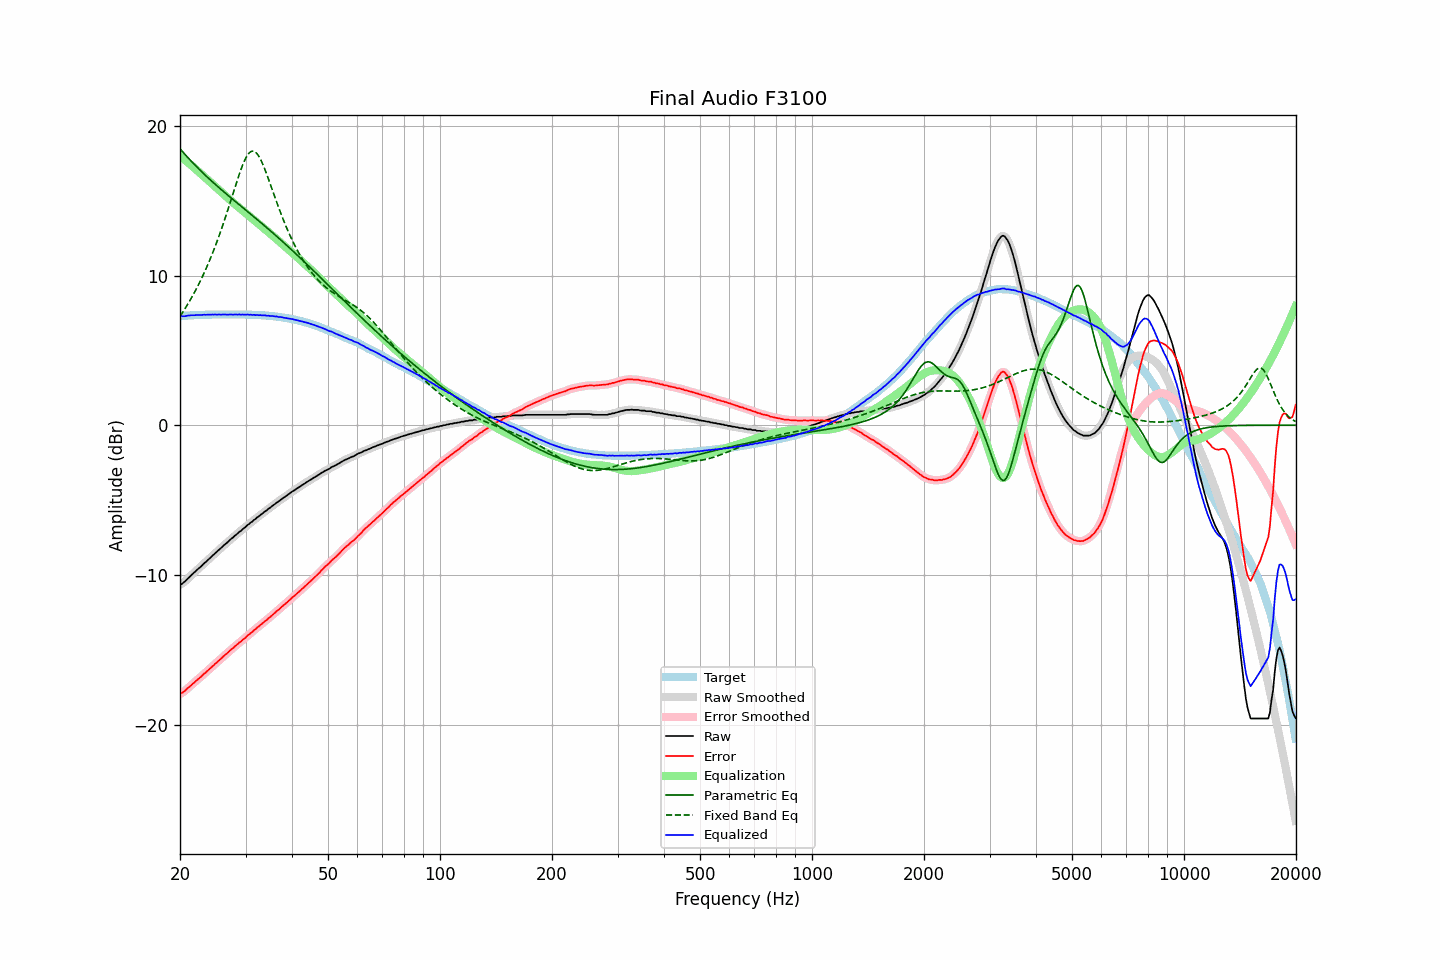 Final Audio F3100
Amplitude (dBr)
20
10
0
−10
−20
Target
Raw Smoothed
Error Smoothed
Raw
Error
Equalization
Parametric Eq
Fixed Band Eq
Equalized
20 50 100 200 500 1000 2000 5000 10000 20000
Frequency (Hz)